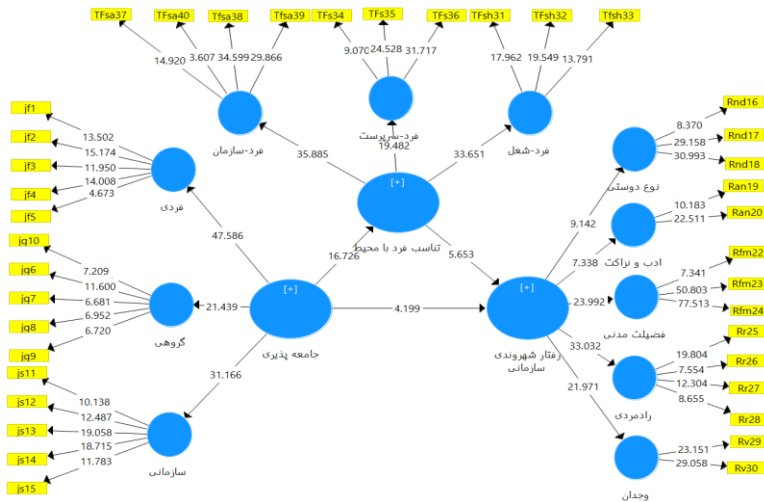 TFsa37 TFsa40 Tfsa38 TFsa39 TFs34 TFs35 TFs36 TFsh31 TFsh32 Tfsh33
14.920 3.607 34.599 29.866 9.070 24.528 31.717 17.962 19.549 13.791
فرد-سازمان
فرد-سرپرست
فرد-شغل
35.885 19.482 33.651
jf1
jf2
jf3
jf4
jf5
13.502
15.174
11.950
14.008
4.673
فردی
47.586
[+]
تناسب فرد با محیط
16.726
5.653
jg10
jg6
jg7
jg8
jg9
7.209
11.600
6.681
6.952
6.720
گروهی
21.439
[+]
جامعه پذیری
4.199
31.166
js11
js12
js13
js14
js15
10.138
12.487
19.058
18.715
11.783
سازمانی
[+]
رفتار شهروندی
سازمانی
9.142
7.338
23.992
33.032
21.971
نوع دوستی
8.370
29.158
30.993
Rnd16
Rnd17
Rnd18
ادب و نزاکت
10.183
22.511
Ran19
Ran20
فضیلت مدنی
7.341
50.803
77.513
Rfm22
Rfm23
Rfm24
رادمردی
19.804
7.554
12.304
8.655
Rr25
Rr26
Rr27
Rr28
وجدان
23.151
29.058
Rv29
Rv30